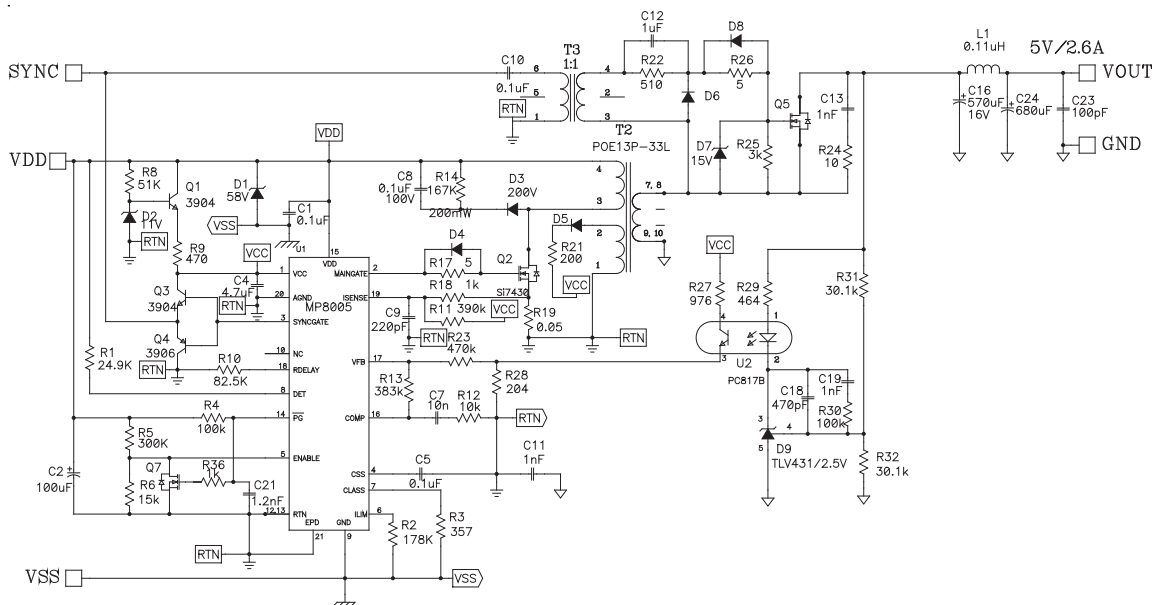 SYNC
C10
0.1uF
RTN
T3
1:1
6
5
1
4
2
3
C12
1uF
R22
510
D8
R26
5
D6
Q5
D7
15V
R25
3k
C13
1nF
R24
10
L1
0.11uH
5V/2.6A
VOUT
C16
570uF
16V
C24
680uF
C23
100pF
GND
VDD
VDD
R8
51K
Q1
3904
D2
11V
RTN
R9
470
D1
58V
VSS
C1
0.1uF
C8
0.1uF
100V
R14
167K
200mW
D3
200V
T2
POE13P-33L
4
3
2
1
7, 8
9, 10
D5
R21
200
VCC
VCC
C4
4.7uF
RTN
Q3
3904
Q4
3906
RTN
R10
82.5K
R1
24.9K
U1
MP8005
15
VDD
1
VCC
20
AGND
3
SYNCGATE
10
NC
18
RDELAY
8
DET
14
PG
5
ENABLE
12,13
RTN
EPD
21
GND
9
2
MAINGATE
19
ISENSE
17
VFB
16
COMP
4
CSS
7
CLASS
6
ILIM
D4
R17
5
1k
R18
R11
390k
VCC
Q2
SI7430
R19
0.05
RTN
C9
220pF
RTN
R23
470k
R13
383k
C7
10n
R12
10k
R28
204
RTN
C5
0.1uF
C11
1nF
R2
178K
R3
357
R4
100k
R5
300K
Q7
R6
15k
R36
1k
C21
1.2nF
C2
100uF
RTN
VSS
VSS
VCC
R27
976
R29
464
4
1
3
2
U2
PC817B
R31
30.1k
C18
470pF
C19
1nF
R30
100k
3
4
5
D9
TLV431/2.5V
R32
30.1k